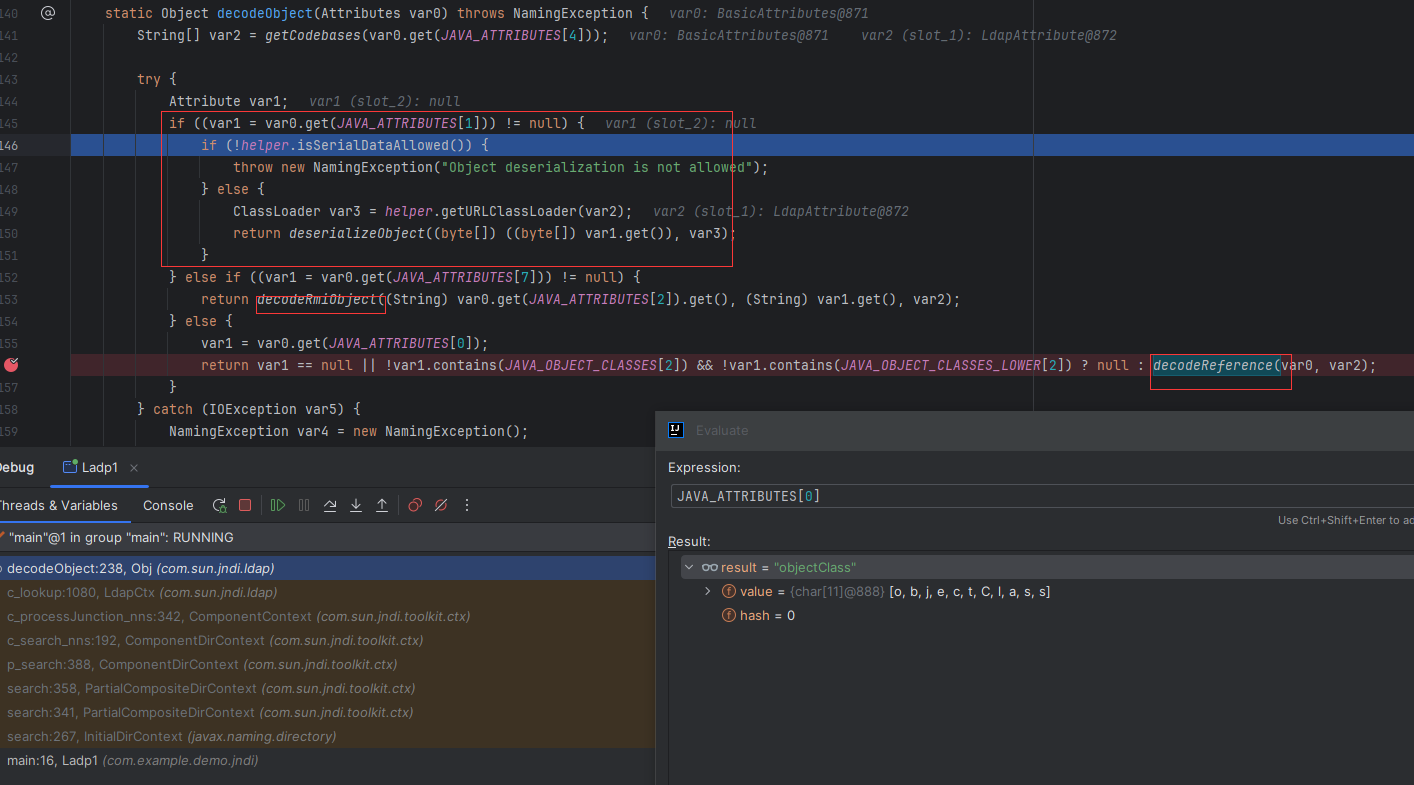 140 static Object decodeObject(Attributes var0) throws NamingException { var0: BasicAttributes@871
141 String[] var2 = getCodebases(var0.get(JAVA_ATTRIBUTES[4])); var0: BasicAttributes@871 var2 (slot_1): LdapAttribute@872
142
143 try {
144 Attribute var1; var1 (slot_2): null
145 if ((var1 = var0.get(JAVA_ATTRIBUTES[1])) != null) { var1 (slot_2): null
146 if (!helper.isSerialDataAllowed()) {
147 throw new NamingException("Object deserialization is not allowed");
148 } else {
149 ClassLoader var3 = helper.getURLClassLoader(var2); var2 (slot_1): LdapAttribute@872
150 return deserializeObject((byte[]) ((byte[]) var1.get()), var3);
151 }
152 } else if ((var1 = var0.get(JAVA_ATTRIBUTES[7])) != null) {
153 return decodeRmiObject((String) var0.get(JAVA_ATTRIBUTES[2]).get(), (String) var1.get(), var2);
154 } else {
155 var1 = var0.get(JAVA_ATTRIBUTES[0]);
return var1 == null || !var1.contains(JAVA_OBJECT_CLASSES[2]) && !var1.contains(JAVA_OBJECT_CLASSES_LOWER[2]) ? null : decodeReference(var0, var2);
157 }
158 } catch (IOException var5) {
159 NamingException var4 = new NamingException();
Evaluate
Expression:
JAVA_ATTRIBUTES[0]
Use Ctrl+Shift+Enter to ad
Result:
result = "objectClass"
value = {char[11]@888} [o, b, j, e, c, t, C, l, a, s, s]
hash = 0
Debug Ladp1
Threads & Variables Console
"main"@1 in group "main": RUNNING
decodeObject:238, Obj (com.sun.jndi.ldap)
c_lookup:1080, LdapCtx (com.sun.jndi.ldap)
c_processJunction_nns:342, ComponentContext (com.sun.jndi.toolkit.ctx)
c_search_nns:192, ComponentDirContext (com.sun.jndi.toolkit.ctx)
p_search:388, ComponentDirContext (com.sun.jndi.toolkit.ctx)
search:358, PartialCompositeDirContext (com.sun.jndi.toolkit.ctx)
search:341, PartialCompositeDirContext (com.sun.jndi.toolkit.ctx)
search:267, InitialDirContext (javax.naming.directory)
main:16, Ladp1 (com.example.demo.jndi)